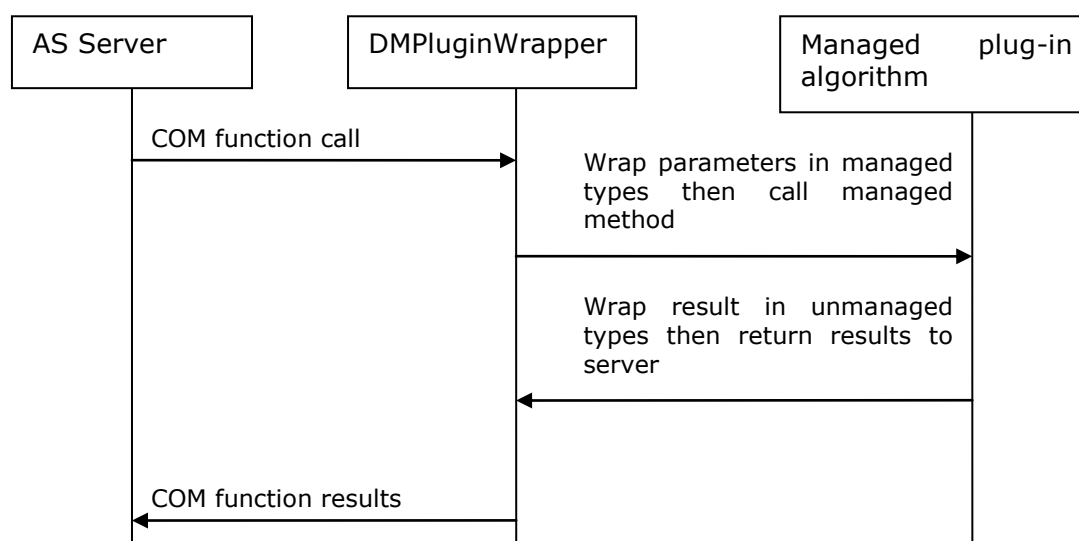 AS Server
DMPluginWrapper
Managed plug-in
algorithm
COM function call
Wrap parameters in managed
types then call managed
method
Wrap result in unmanaged
types then return results to
server
COM function results